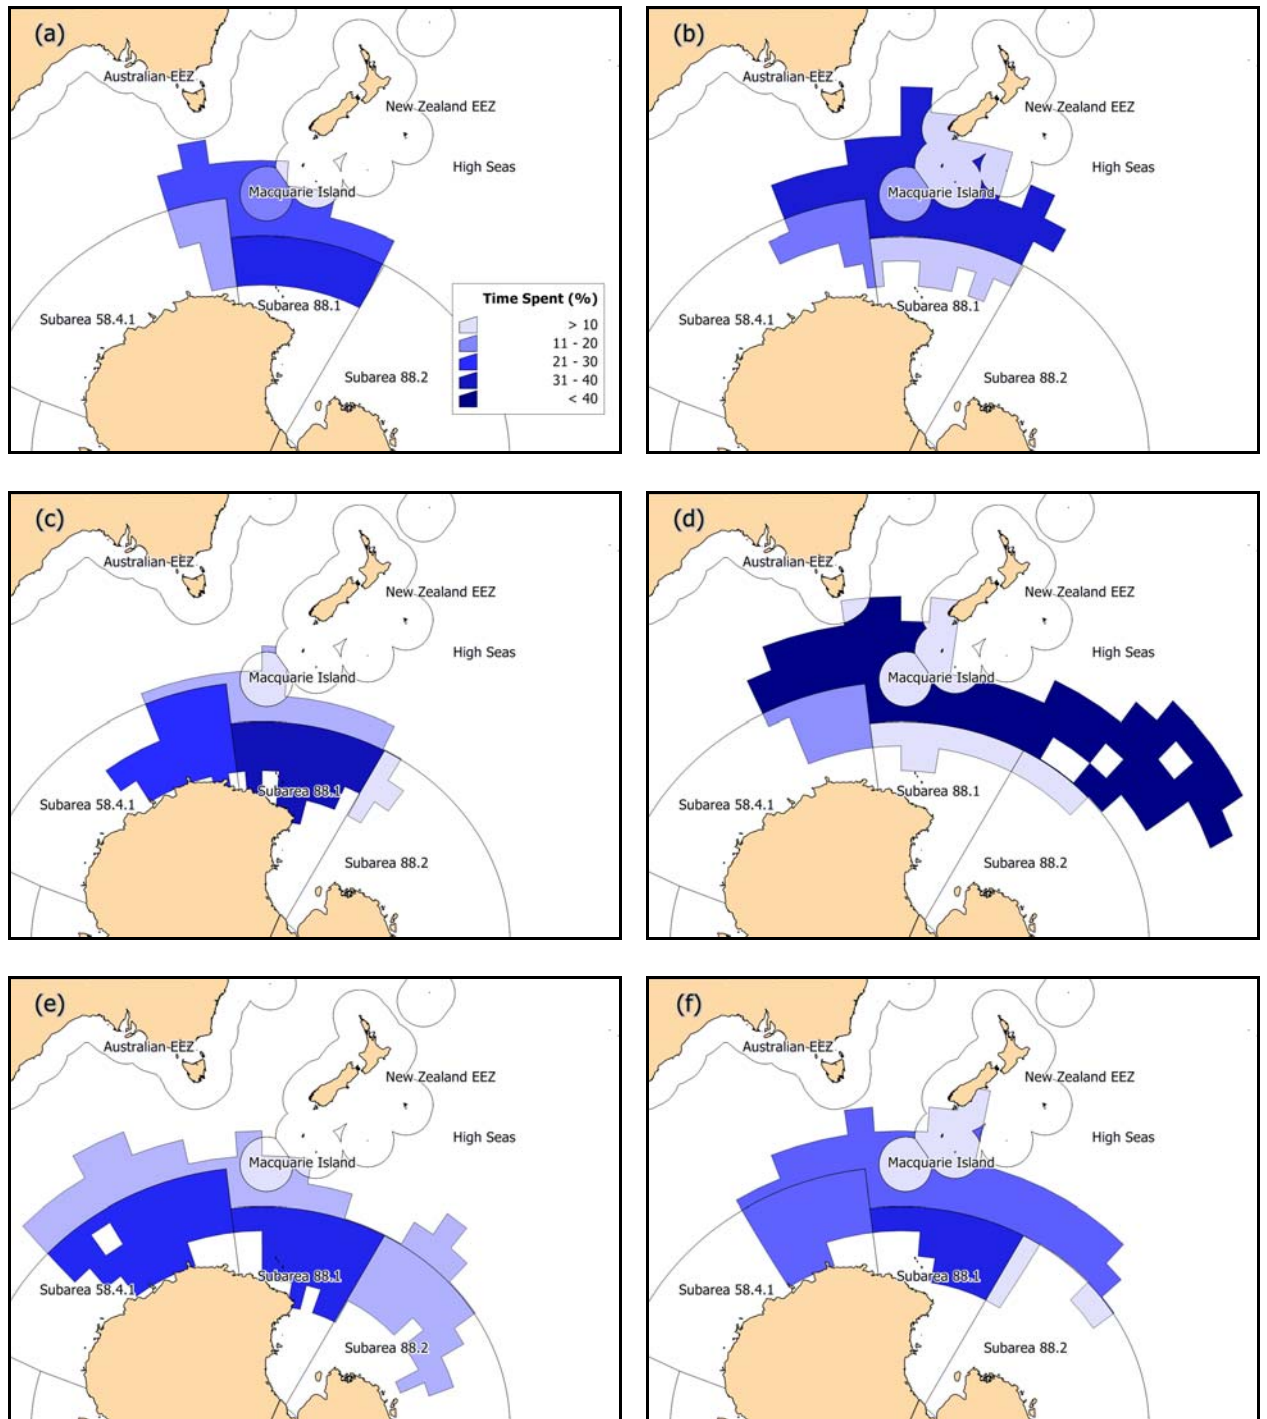 (a)
Australian EEZ
New Zealand EEZ
High Seas
Macquarie Island
Subarea 58.4.1
Subarea 88.1
Subarea 88.2
Time Spent (%)
> 10
11 - 20
21 - 30
31 - 40
< 40
(b)
Australian EEZ
New Zealand EEZ
High Seas
Macquarie Island
Subarea 88.1
Subarea 58.4.1
Subarea 88.2
(c)
Australian EEZ
New Zealand EEZ
High Seas
Macquarie Island
Subarea 88.1
Subarea 58.4.1
Subarea 88.2
(d)
Australian EEZ
New Zealand EEZ
High Seas
Macquarie Island
Subarea 88.1
Subarea 58.4.1
Subarea 88.2
(e)
Australian EEZ
New Zealand EEZ
High Seas
Macquarie Island
Subarea 88.1
Subarea 58.4.1
Subarea 88.2
(f)
Australian EEZ
New Zealand EEZ
High Seas
Macquarie Island
Subarea 88.1
Subarea 58.4.1
Subarea 88.2